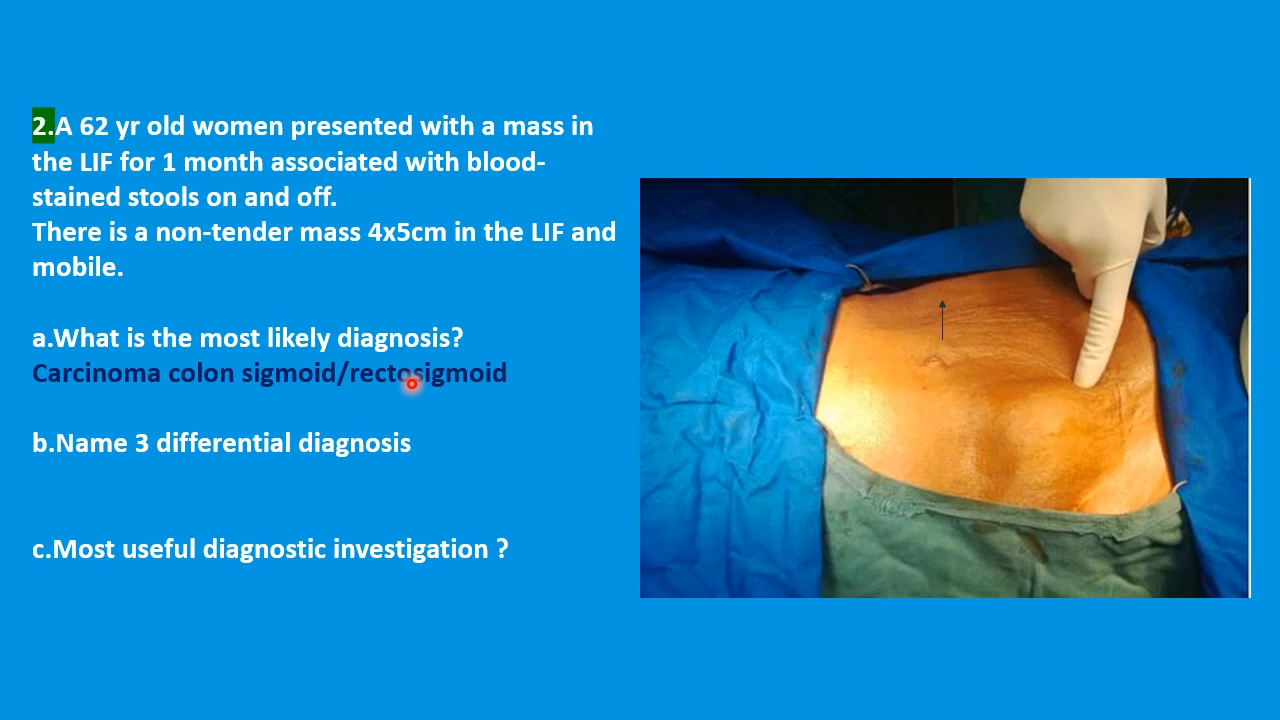 2.A 62 yr old women presented with a mass in
the LIF for 1 month associated with blood-
stained stools on and off.
There is a non-tender mass 4x5cm in the LIF and
mobile.
a.What is the most likely diagnosis?
Carcinoma colon sigmoid/rectosigmoid
b.Name 3 differential diagnosis
c.Most useful diagnostic investigation ?